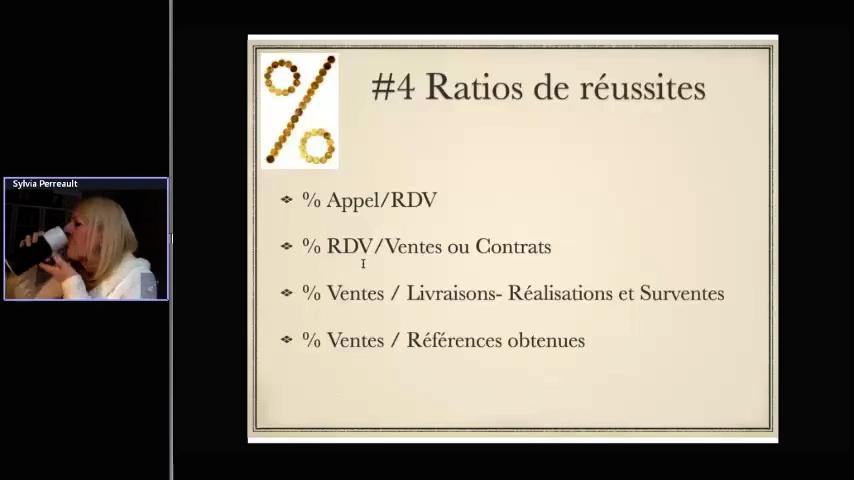 Sylvia Perreault
#4 Ratios de réussites
% Appel/RDV
% RDV/Ventes ou Contrats
% Ventes / Livraisons- Réalisations et Surventes
% Ventes / Références obtenues